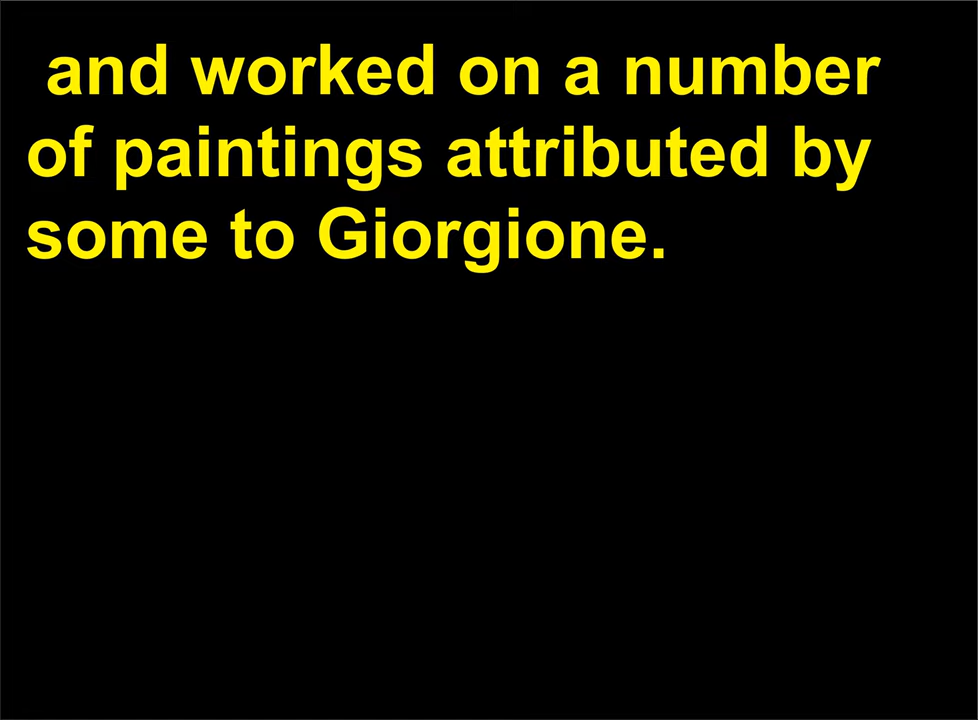 and worked on a number
of paintings attributed by
some to Giorgione.